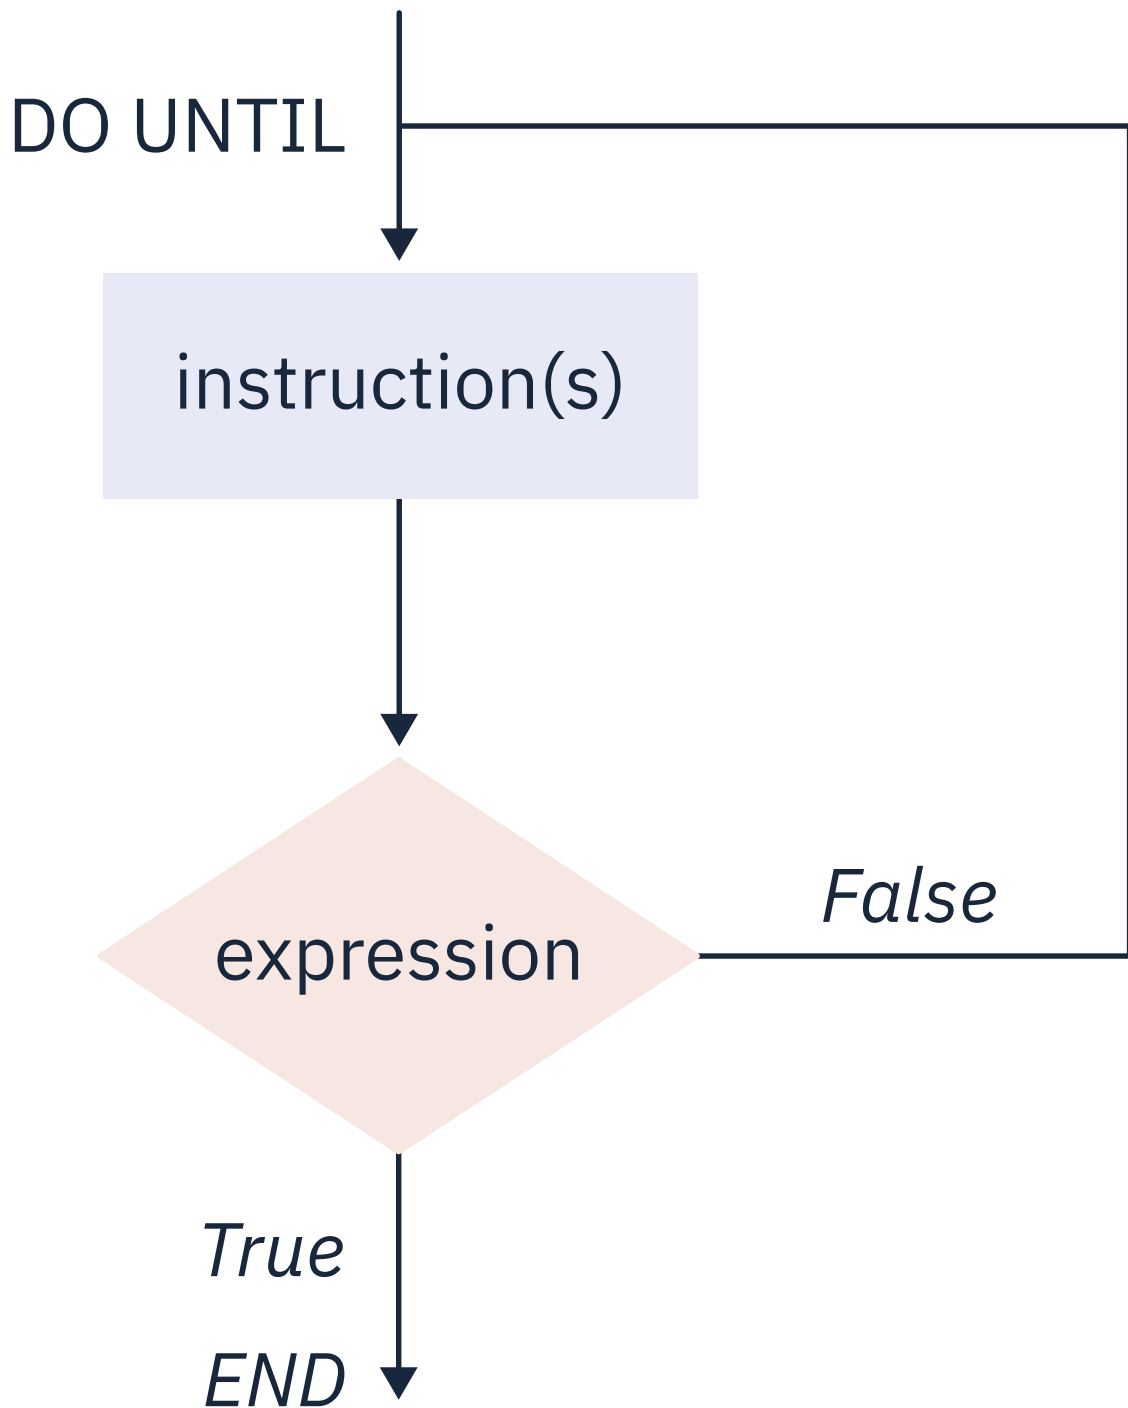 DO UNTIL
instruction(s)
expression
False
True
END